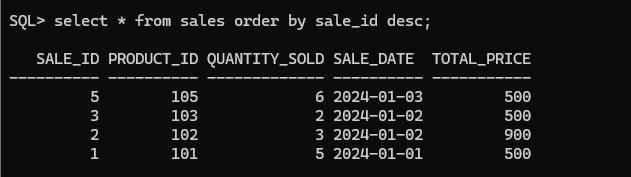 SQL> select * from sales order by sale_id desc;
SALE_ID PRODUCT_ID QUANTITY_SOLD SALE_DATE TOTAL_PRICE
---------- ---------- ------------- ---------- -----------
5 105 6 2024-01-03 500
3 103 2 2024-01-02 500
2 102 3 2024-01-02 900
1 101 5 2024-01-01 500